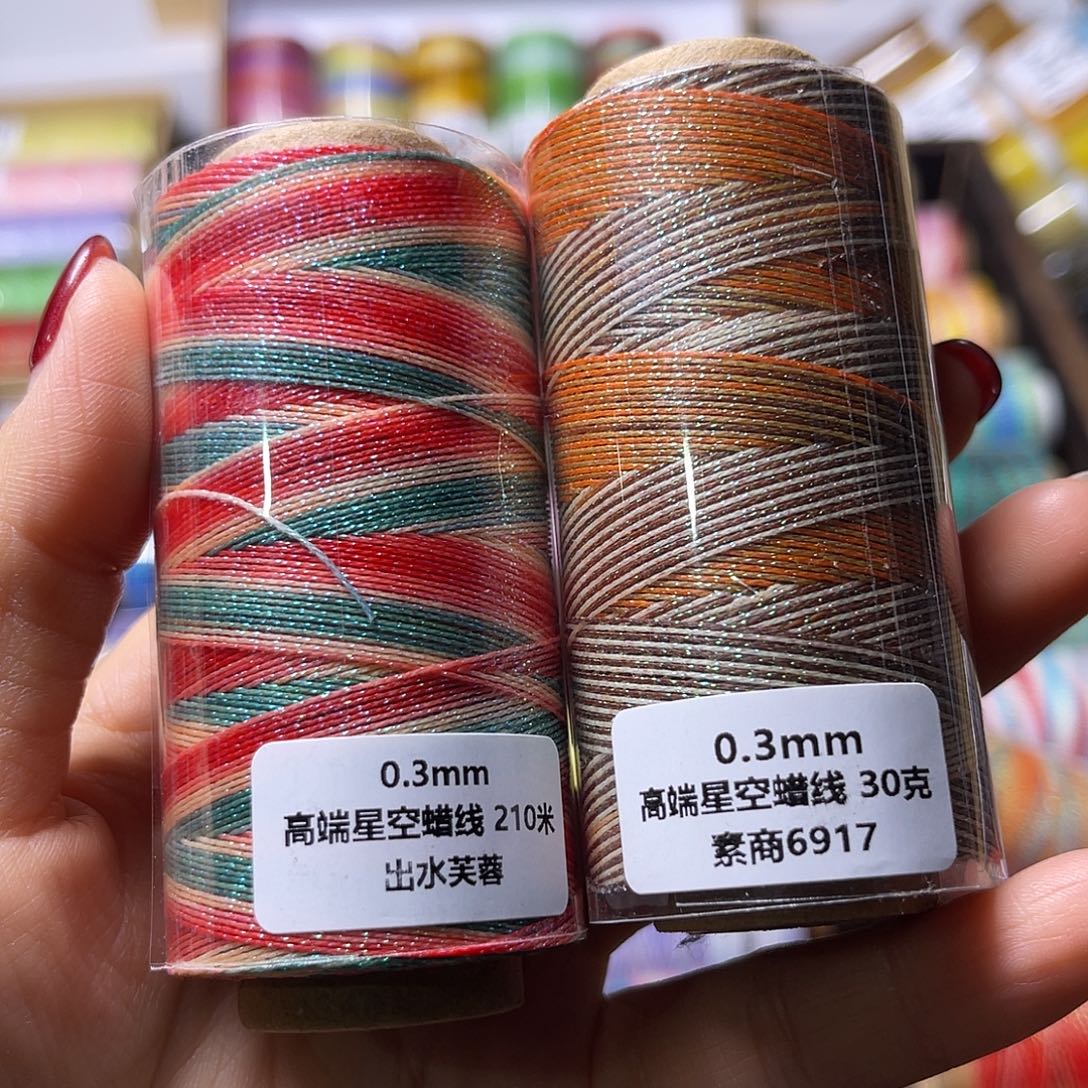 0.3mm
高端星空蜡线 210米
出水芙蓉
0.3mm
高端星空蜡线 30克
素商6917